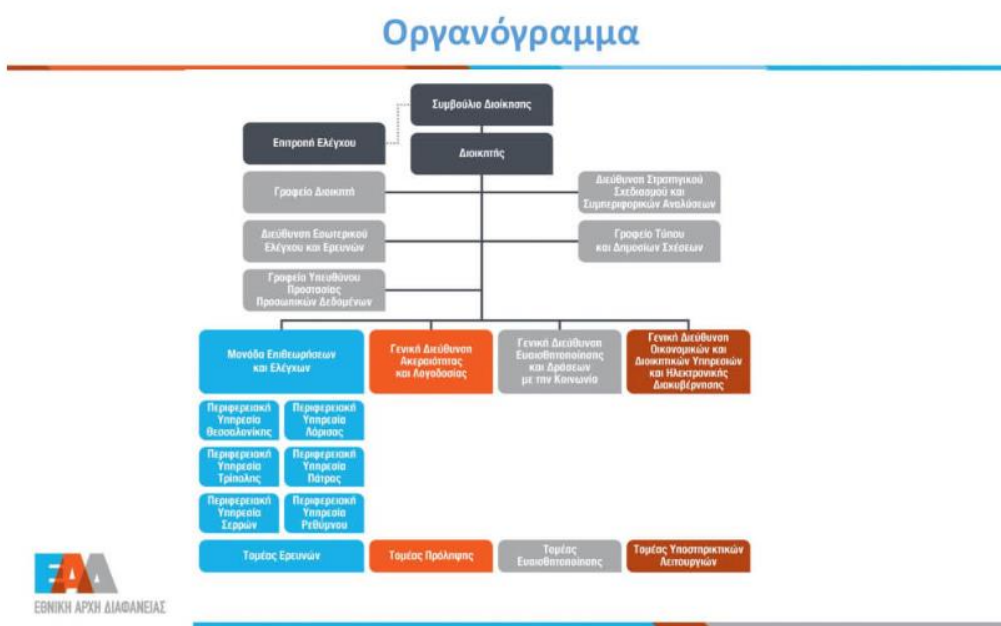 Οργανόγραμμα
Συμβούλιο Διοίκησης
Επιτροπή Ελέγχου
Διοικητής
Γραφείο Διοικητή
Διεύθυνση Στρατηγικού
Σχεδιασμού και
Συμπεριφορικών Αναλύσεων
Διεύθυνση Εσωτερικού
Ελέγχου και Ερευνών
Γραφείο Τύπου
και Δημοσίων Σχέσεων
Γραφείο Υπευθύνου
Προστασίας
Προσωπικών Δεδομένων
Μονάδα Επιθεωρήσεων
και Ελέγχων
Γενική Διεύθυνση
Ακεραιότητας
και Λογοδοσίας
Γενική Διεύθυνση
Ευαισθητοποίησης
και Δράσεων
με την Κοινωνία
Γενική Διεύθυνση
Οικονομικών και
Διοικητικών Υπηρεσιών
και Ηλεκτρονικής
Διακυβέρνησης
Περιφερειακή
Υπηρεσία
Θεσσαλονίκης
Περιφερειακή
Υπηρεσία
Λάρισας
Περιφερειακή
Υπηρεσία
Τρίπολης
Περιφερειακή
Υπηρεσία
Πάτρας
Περιφερειακή
Υπηρεσία
Σερρών
Περιφερειακή
Υπηρεσία
Ρεθύμνου
Τομέας Ερευνών
Τομέας Πρόληψης
Τομέας
Ευαισθητοποίησης
Τομέας Υποστηρικτικών
Λειτουργιών
ΕΑΔ
ΕΘΝΙΚΗ ΑΡΧΗ ΔΙΑΦΑΝΕΙΑΣ